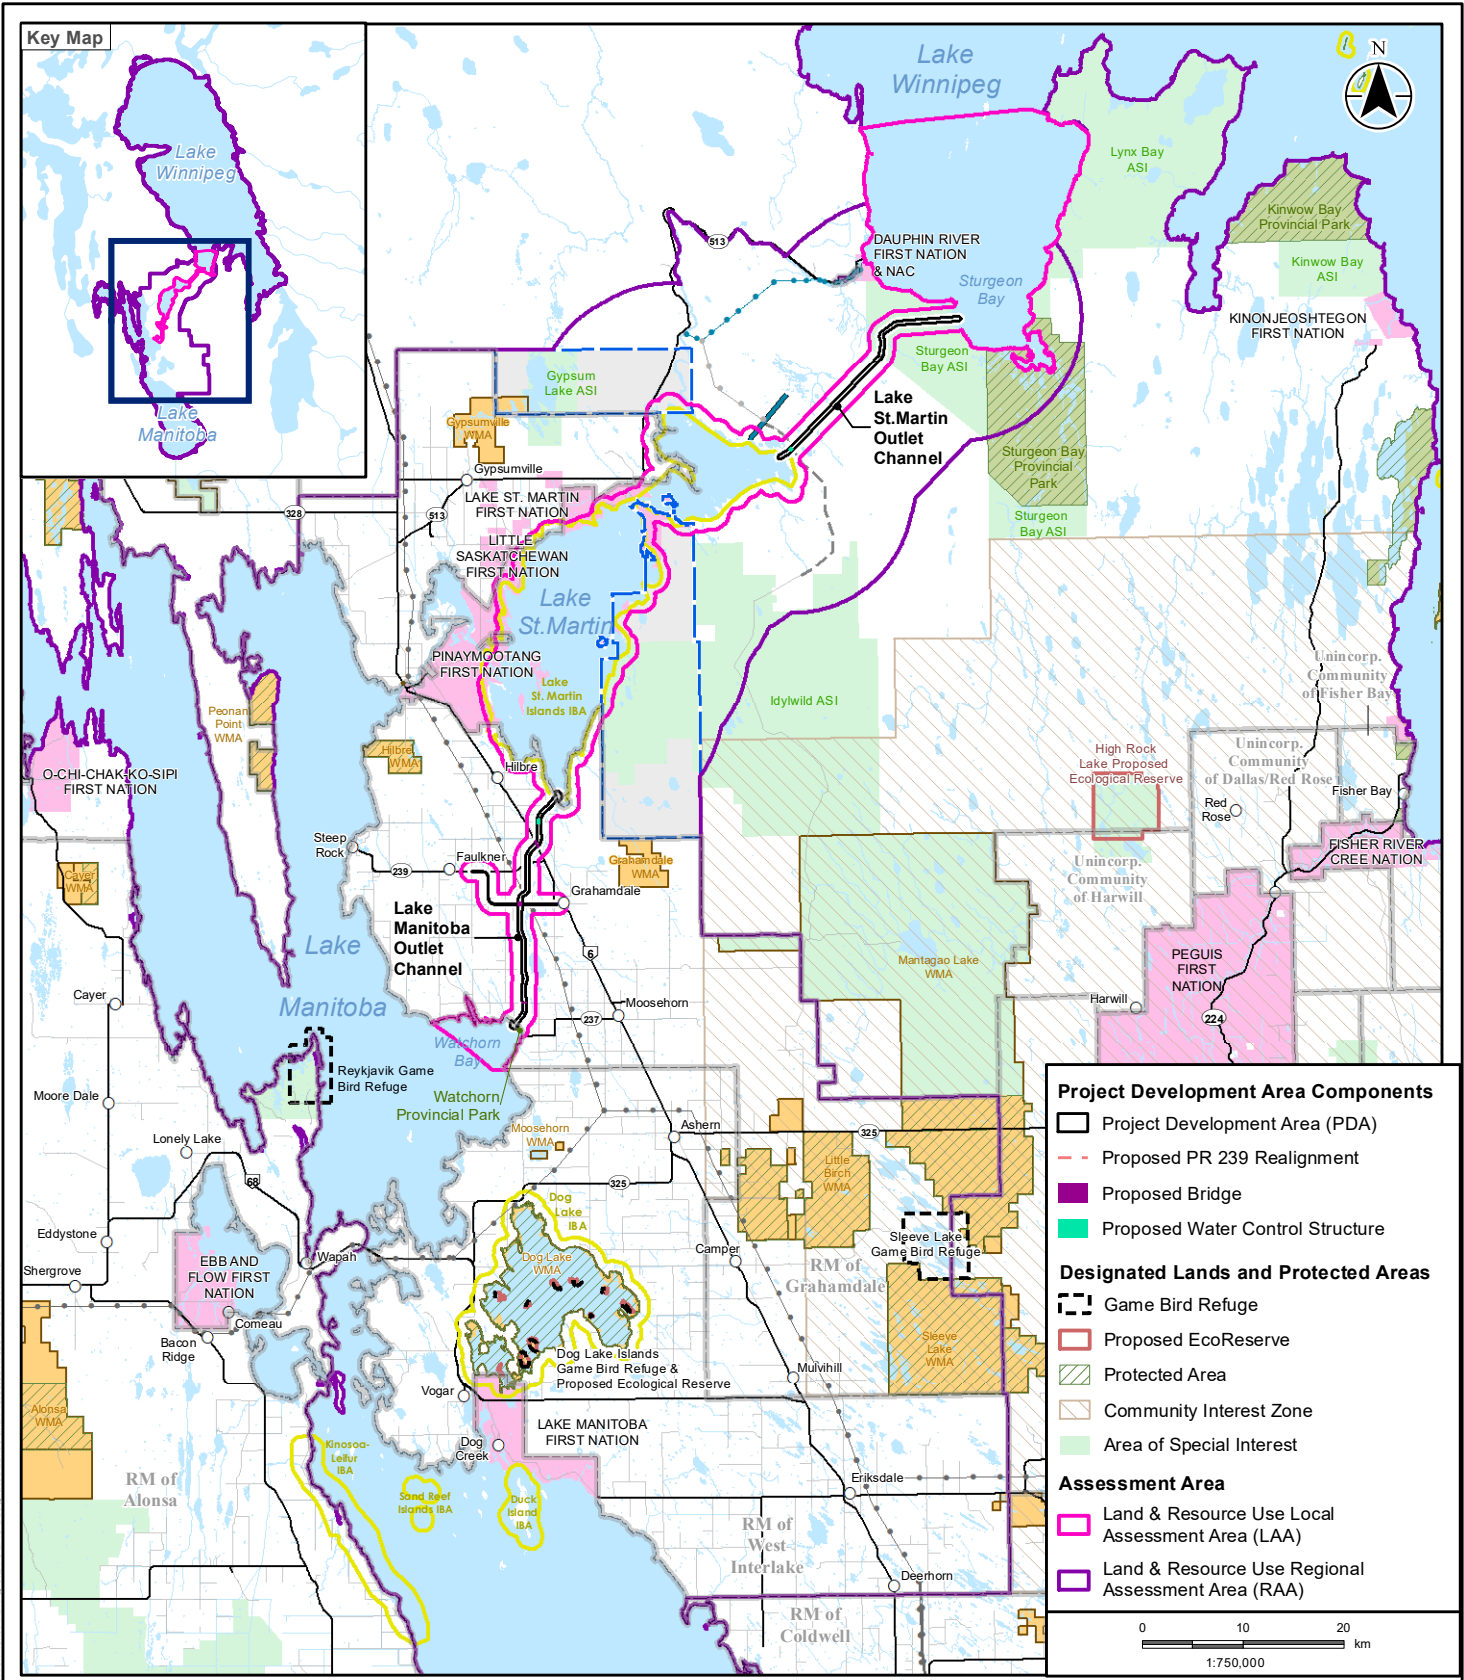 Key Map
Lake
Winnipeg
Lake
Manitoba
Lake
Winnipeg
N
Lynx Bay
ASI
Kinwow Bay
Provincial Park
Kinwow Bay
ASI
KINONJEOSHTEGON
FIRST NATION
513
DAUPHIN RIVER
FIRST NATION
& NAC
Sturgeon
Bay
Sturgeon
Bay ASI
Gypsum
Lake ASI
Gypsumville
WMA
Lake
St.Martin
Outlet
Channel
Sturgeon Bay
Provincial
Park
Sturgeon
Bay ASI
Gypsumville
LAKE ST. MARTIN
FIRST NATION
328
513
LITTLE
SASKATCHEWAN
FIRST NATION
Lake
St.Martin
PINAYMOOTANG
FIRST NATION
Lake
St. Martin
Islands IBA
Idylwild ASI
Unincorp.
Community
of Fisher Bay
Peonan
Point
WMA
Hilbre
WMA
Hilbre
O-CHI-CHAK-KO-SIPI
FIRST NATION
High Rock
Lake Proposed
Ecological Reserve
Unincorp.
Community
of Dallas/Red Rose
Red
Rose
Fisher Bay
Steep
Rock
239
Faulkner
Grahamdale
WMA
FISHER RIVER
CREE NATION
Cayer
WMA
Grahamdale
Unincorp.
Community
of Harwill
Lake
Manitoba
Outlet
Channel
Lake
Manitoba
6
Mantagao Lake
WMA
PEGUIS
FIRST
NATION
Cayer
Moosehorn
237
Harwill
224
Watchorn
Bay
Reykjavik Game
Bird Refuge
Watchorn
Provincial Park
Moore Dale
Lonely Lake
Moosehorn
WMA
Ashern
325
Little
Birch
WMA
68
325
Dog
Lake
IBA
Eddystone
Wapah
Dog Lake
WMA
Camper
Sleeve Lake
Game Bird Refuge
RM of
Grahamdale
Shergrove
EBB AND
FLOW FIRST
NATION
Comeau
Bacon
Ridge
Sleeve
Lake
WMA
Dog Lake Islands
Game Bird Refuge &
Proposed Ecological Reserve
Mulvihill
Vogar
Alonsa
WMA
LAKE MANITOBA
FIRST NATION
Dog
Creek
Kinosoa-
Leifur
IBA
RM of
Alonsa
Sand Reef
Islands IBA
Duck
Island
IBA
Eriksdale
RM of
West
Interlake
Deerhorn
RM of
Coldwell
Project Development Area Components
Project Development Area (PDA)
Proposed PR 239 Realignment
Proposed Bridge
Proposed Water Control Structure
Designated Lands and Protected Areas
Game Bird Refuge
Proposed EcoReserve
Protected Area
Community Interest Zone
Area of Special Interest
Assessment Area
Land & Resource Use Local
Assessment Area (LAA)
Land & Resource Use Regional
Assessment Area (RAA)
0 10 20
km
1:750,000